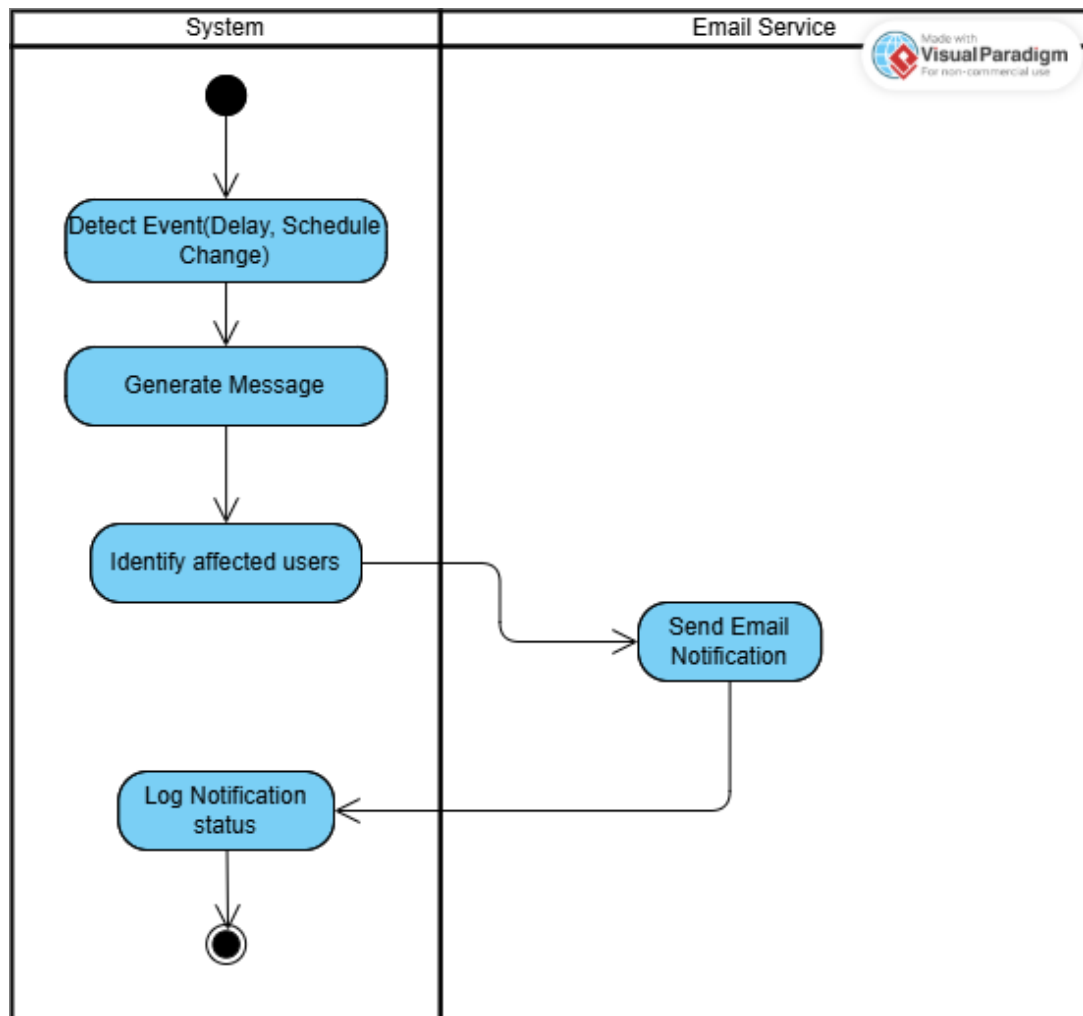 System
Email Service
Made with
Visual Paradigm
For non-commercial use
Detect Event(Delay, Schedule
Change)
Generate Message
Identify affected users
Send Email
Notification
Log Notification
status